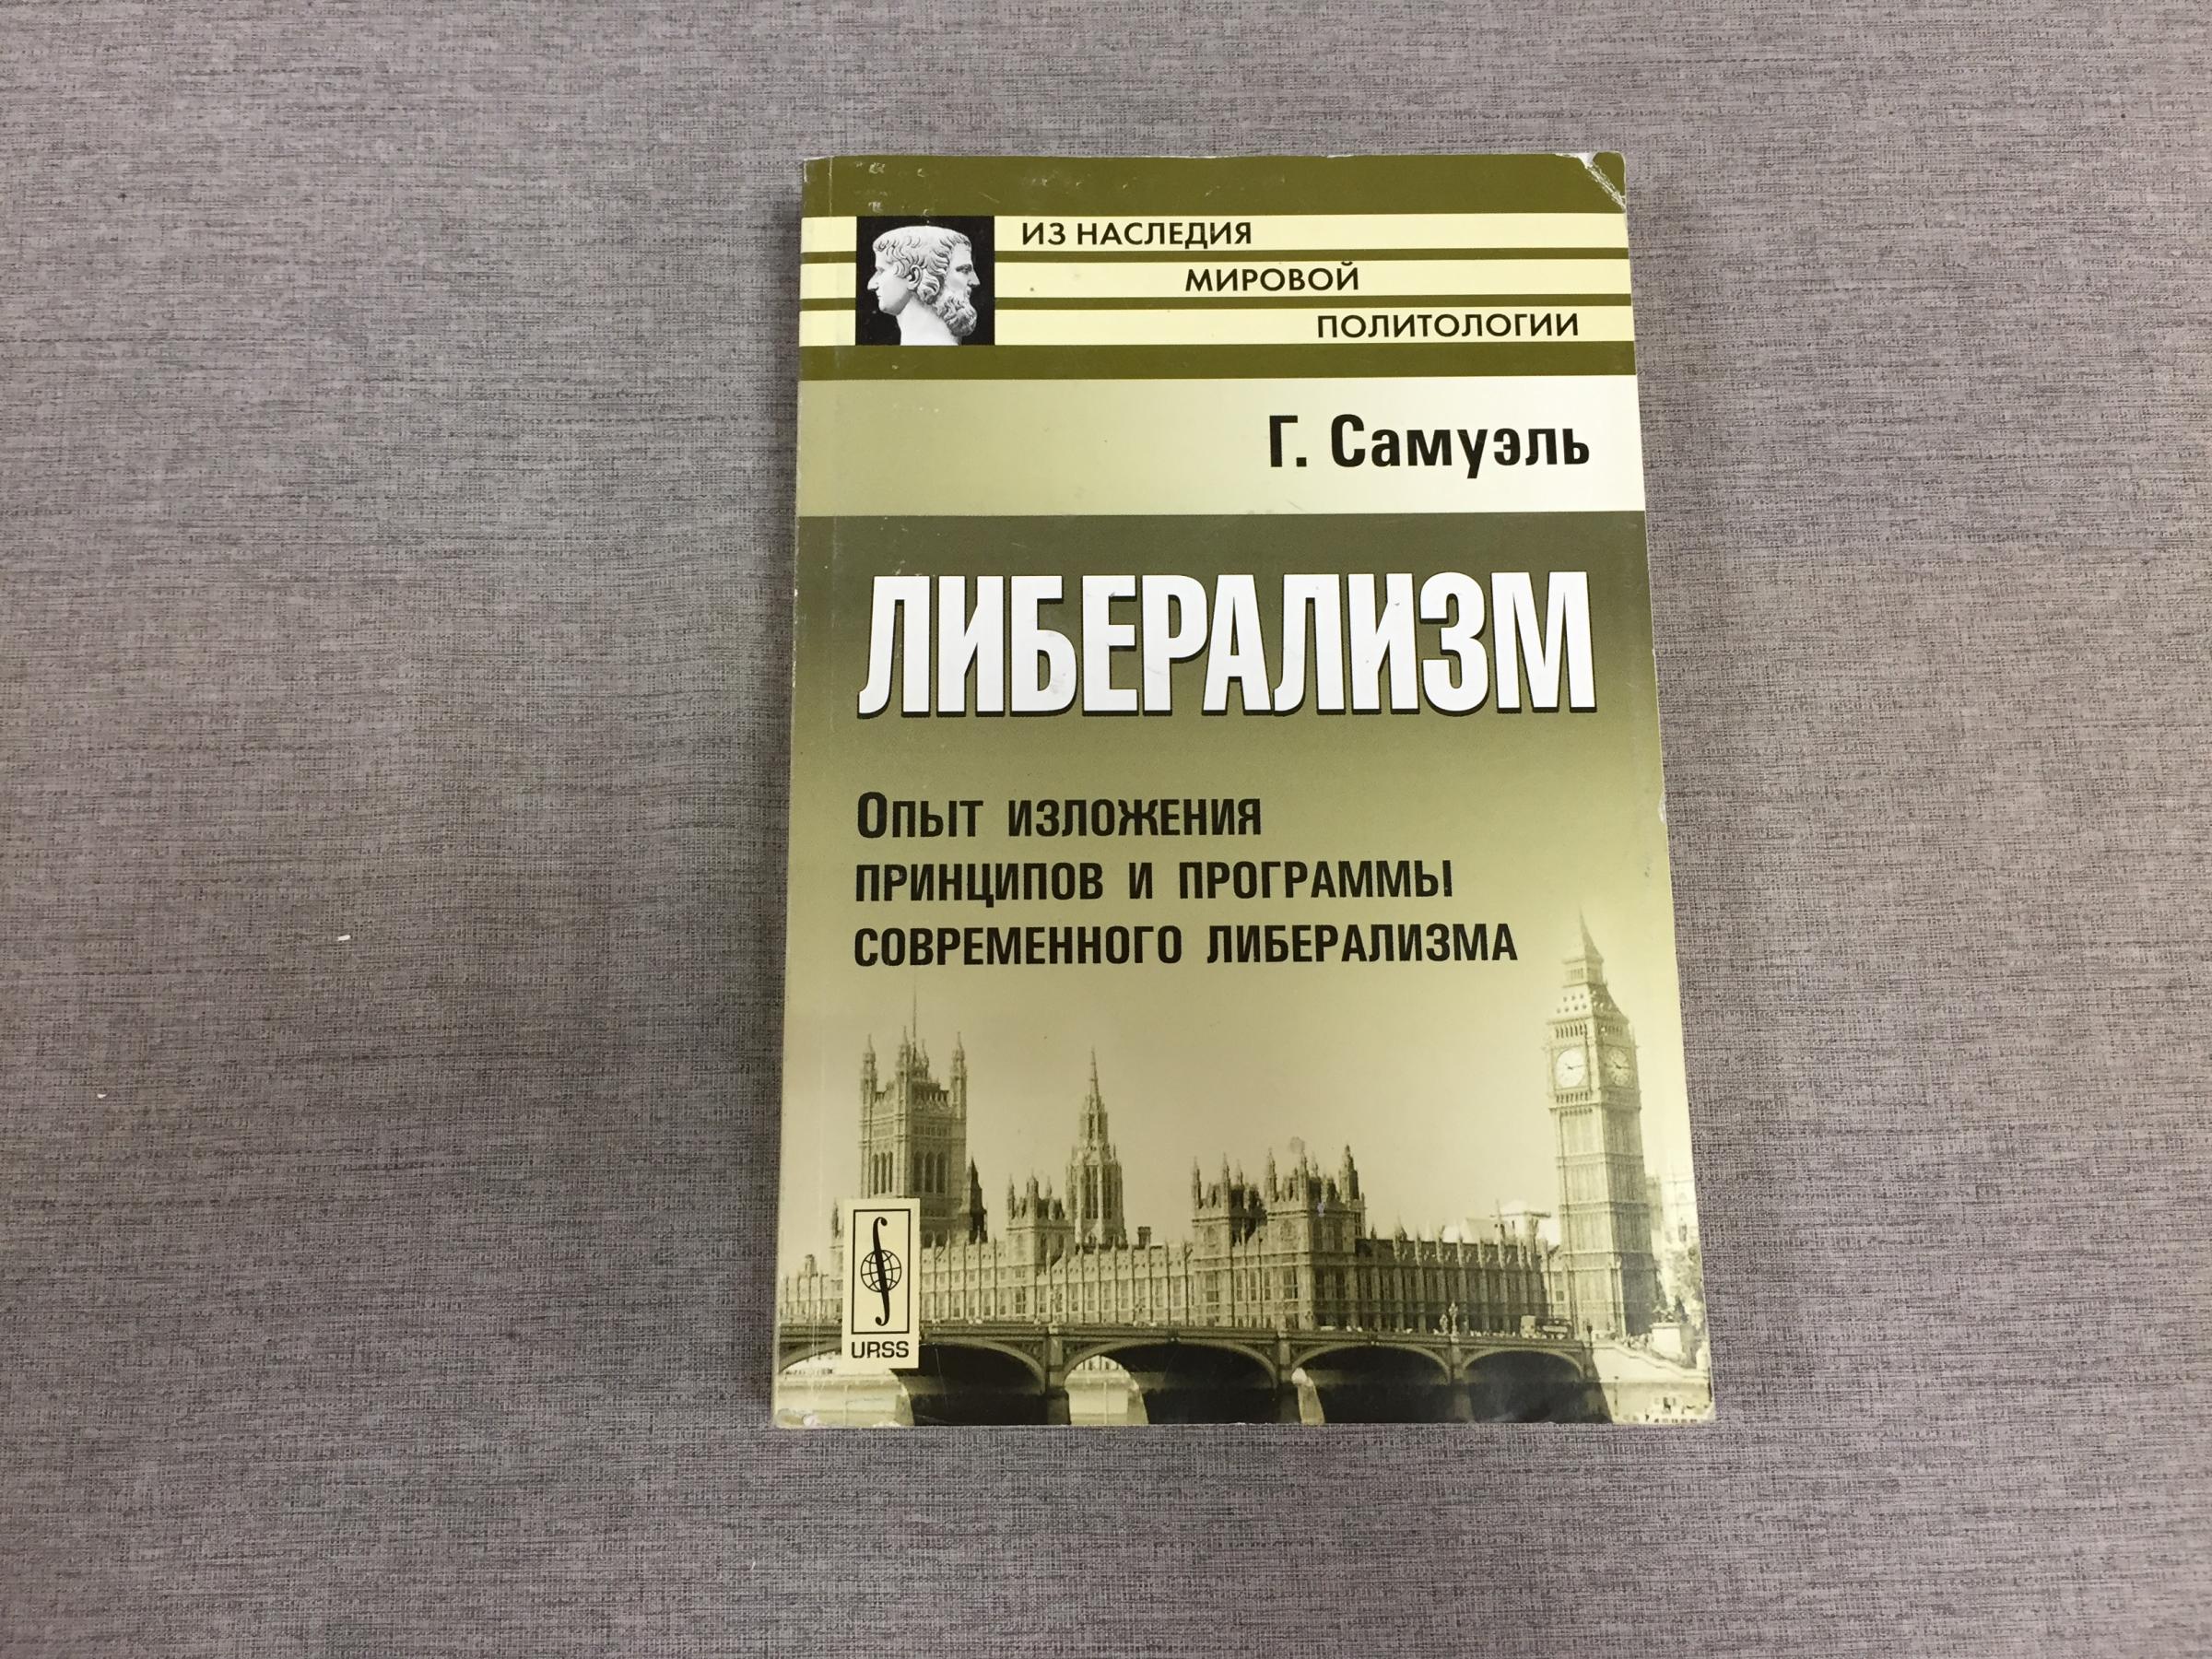 ИЗ НАСЛЕДИЯ
МИРОВОЙ
ПОЛИТОЛОГИИ
Г. Самуэль
ЛИБЕРАЛИЗМ
Опыт изложения
принципов и программы
современного либерализма
URSS